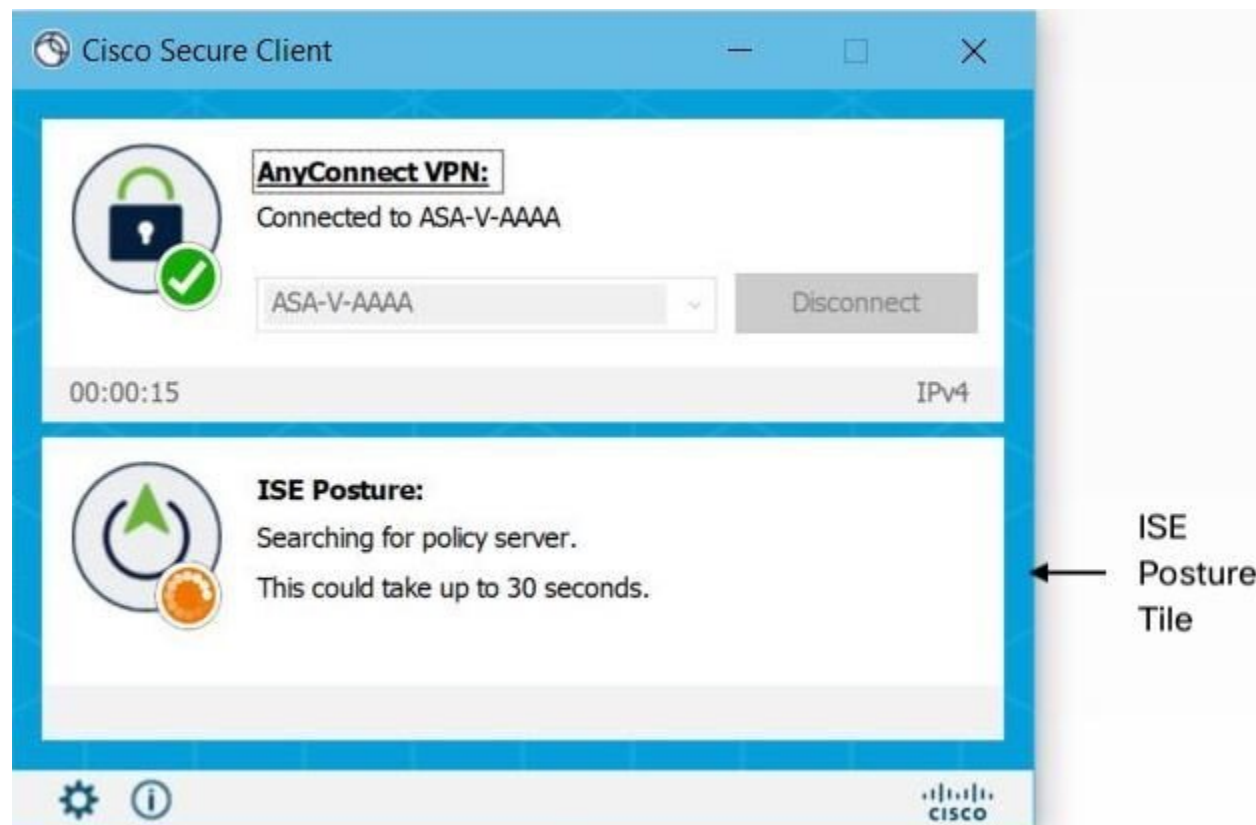 Cisco Secure Client
AnyConnect VPN:
Connected to ASA-V-AAAA
ASA-V-AAAA
Disconnect
00:00:15
IPv4
ISE Posture:
Searching for policy server.
This could take up to 30 seconds.
ISE
Posture
Tile
CISCO